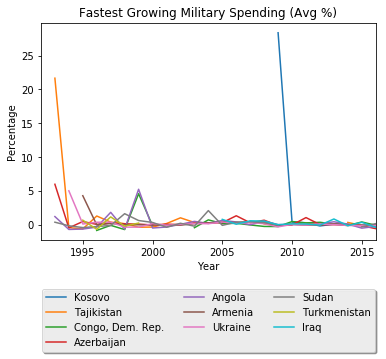 Fastest Growing Military Spending (Avg %)
25
20
15
10
5
0
Percentage
1995 2000 2005 2010 2015
Year
Kosovo Angola Sudan
Tajikistan Armenia Turkmenistan
Congo, Dem. Rep. Ukraine Iraq
Azerbaijan